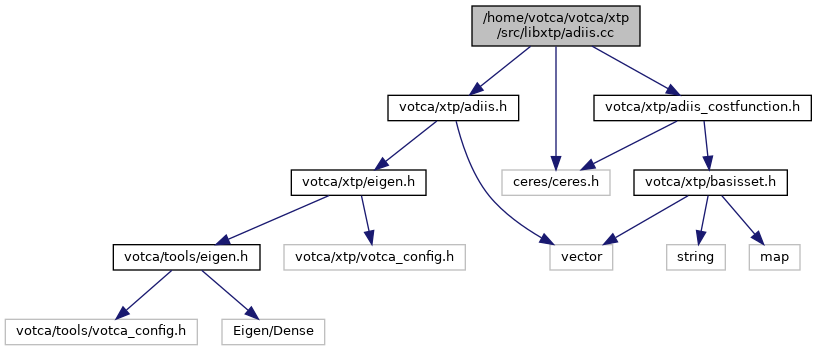 /home/votca/votca/xtp
/src/libxtp/adiis.cc
votca/xtp/adiis.h
votca/xtp/adiis_costfunction.h
votca/xtp/eigen.h
ceres/ceres.h
votca/xtp/basisset.h
votca/tools/eigen.h
votca/xtp/votca_config.h
vector
string
map
votca/tools/votca_config.h
Eigen/Dense